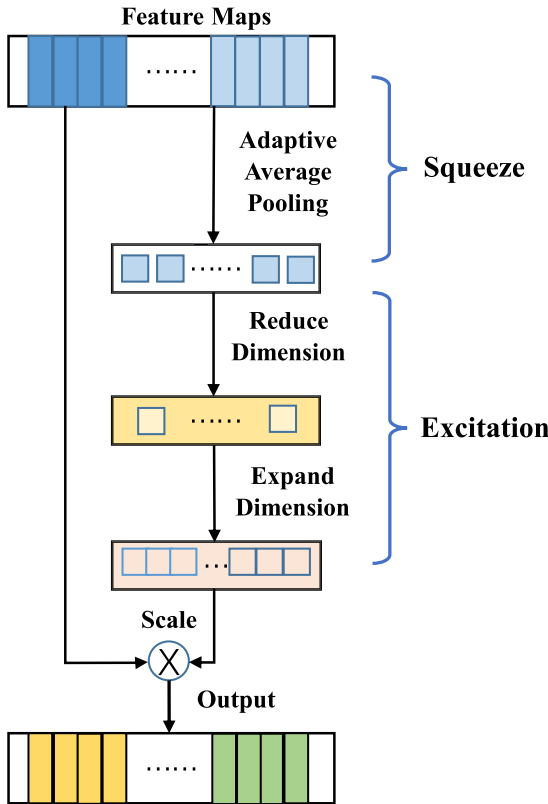 Feature Maps
......
Adaptive
Average
Pooling
Squeeze
......
Reduce
Dimension
......
Excitation
Expand
Dimension
...
Scale
X
Output
......